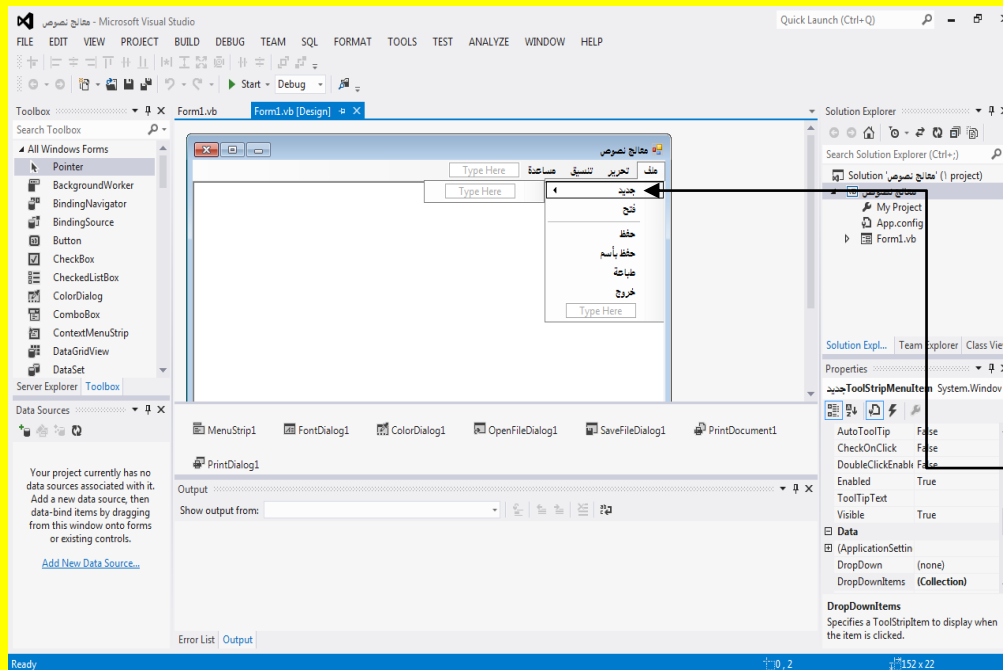 معالج نصوص - Microsoft Visual Studio
Quick Launch (Ctrl+Q)
FILE EDIT VIEW PROJECT BUILD DEBUG TEAM SQL FORMAT TOOLS TEST ANALYZE WINDOW HELP
Start Debug
Toolbox
Search Toolbox
All Windows Forms
Pointer
BackgroundWorker
BindingNavigator
BindingSource
Button
CheckBox
CheckedListBox
ColorDialog
ComboBox
ContextMenuStrip
DataGridView
DataSet
Server Explorer Toolbox
Data Sources
Your project currently has no
data sources associated with it.
Add a new data source, then
data-bind items by dragging
from this window onto forms
or existing controls.
Add New Data Source...
Form1.vb Form1.vb [Design]
معالج نصوص
ملف تحرير تنسيق مساعدة Type Here
جديد Type Here
فتح
حفظ
حفظ بأسم
طباعة
خروج
Type Here
MenuStrip1 FontDialog1 ColorDialog1 OpenFileDialog1 SaveFileDialog1 PrintDocument1
PrintDialog1
Output
Show output from:
Error List Output
Solution Explorer
Search Solution Explorer (Ctrl+;)
Solution 'معالج نصوص' (1 project)
معالج نصوص
My Project
App.config
Form1.vb
Solution Expl... Team Explorer Class Vie
Properties
جديدToolStripMenuItem System.Window
AutoToolTip False
CheckOnClick False
DoubleClickEnable False
Enabled True
ToolTipText
Visible True
Data
(ApplicationSettin
DropDown (none)
DropDownItems (Collection)
DropDownItems
Specifies a ToolStripItem to display when
the item is clicked.
Ready 0 , 2 152 x 22